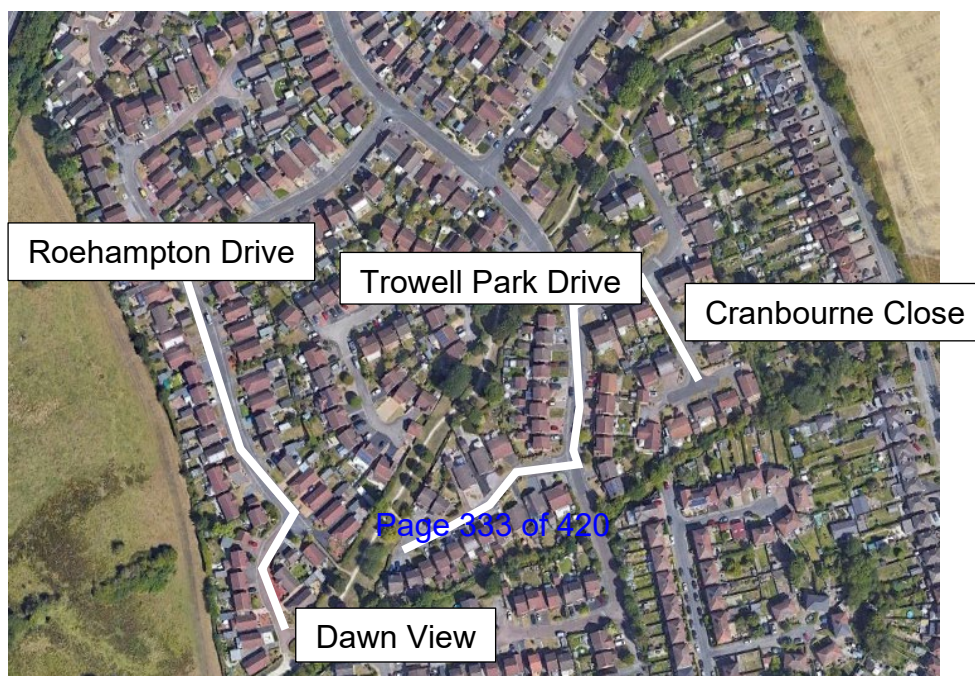 Roehampton Drive
Trowell Park Drive
Cranbourne Close
Page 333 of 420
Dawn View